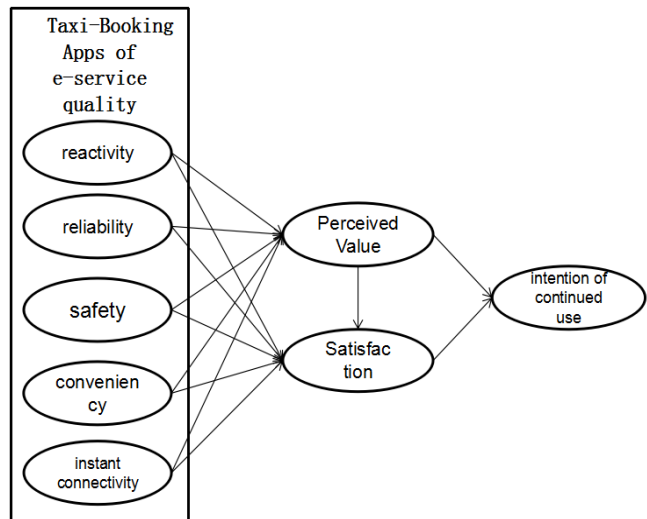 Taxi-Booking
Apps of
e-service
quality
reactivity
reliability
safety
convenien
cy
instant
connectivity
Perceived
Value
Satisfac
tion
intention of
continued
use